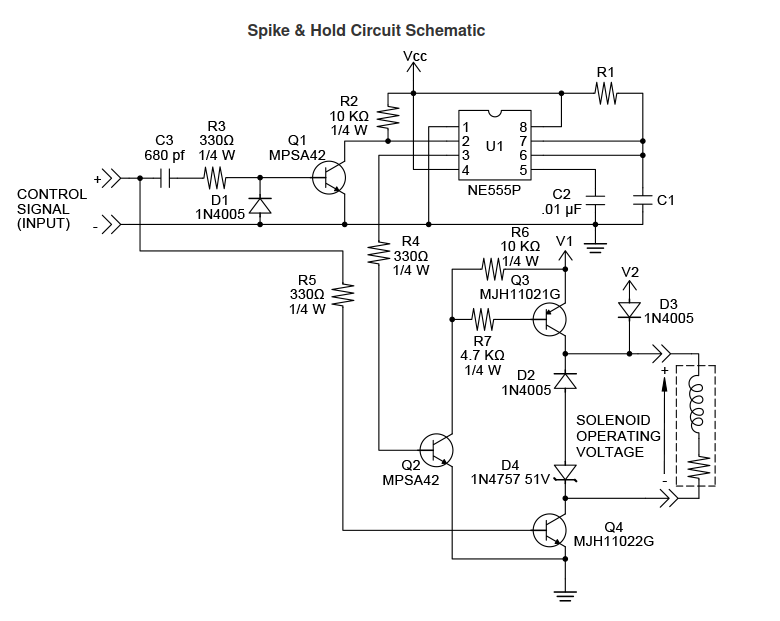 Spike & Hold Circuit Schematic
Vcc
R1
R2
10 KΩ
1/4 W
C3
680 pf
R3
330Ω
1/4 W
Q1
MPSA42
1
2
3
4
U1
8
7
6
5
NE555P
+
CONTROL
SIGNAL
(INPUT)
-
D1
1N4005
C2
.01 µF
C1
R4
330Ω
1/4 W
R6
10 KΩ
1/4 W
V1
R5
330Ω
1/4 W
Q3
MJH11021G
V2
D3
1N4005
R7
4.7 KΩ
1/4 W
D2
1N4005
+
SOLENOID
OPERATING
VOLTAGE
-
Q2
MPSA42
D4
1N4757 51V
Q4
MJH11022G